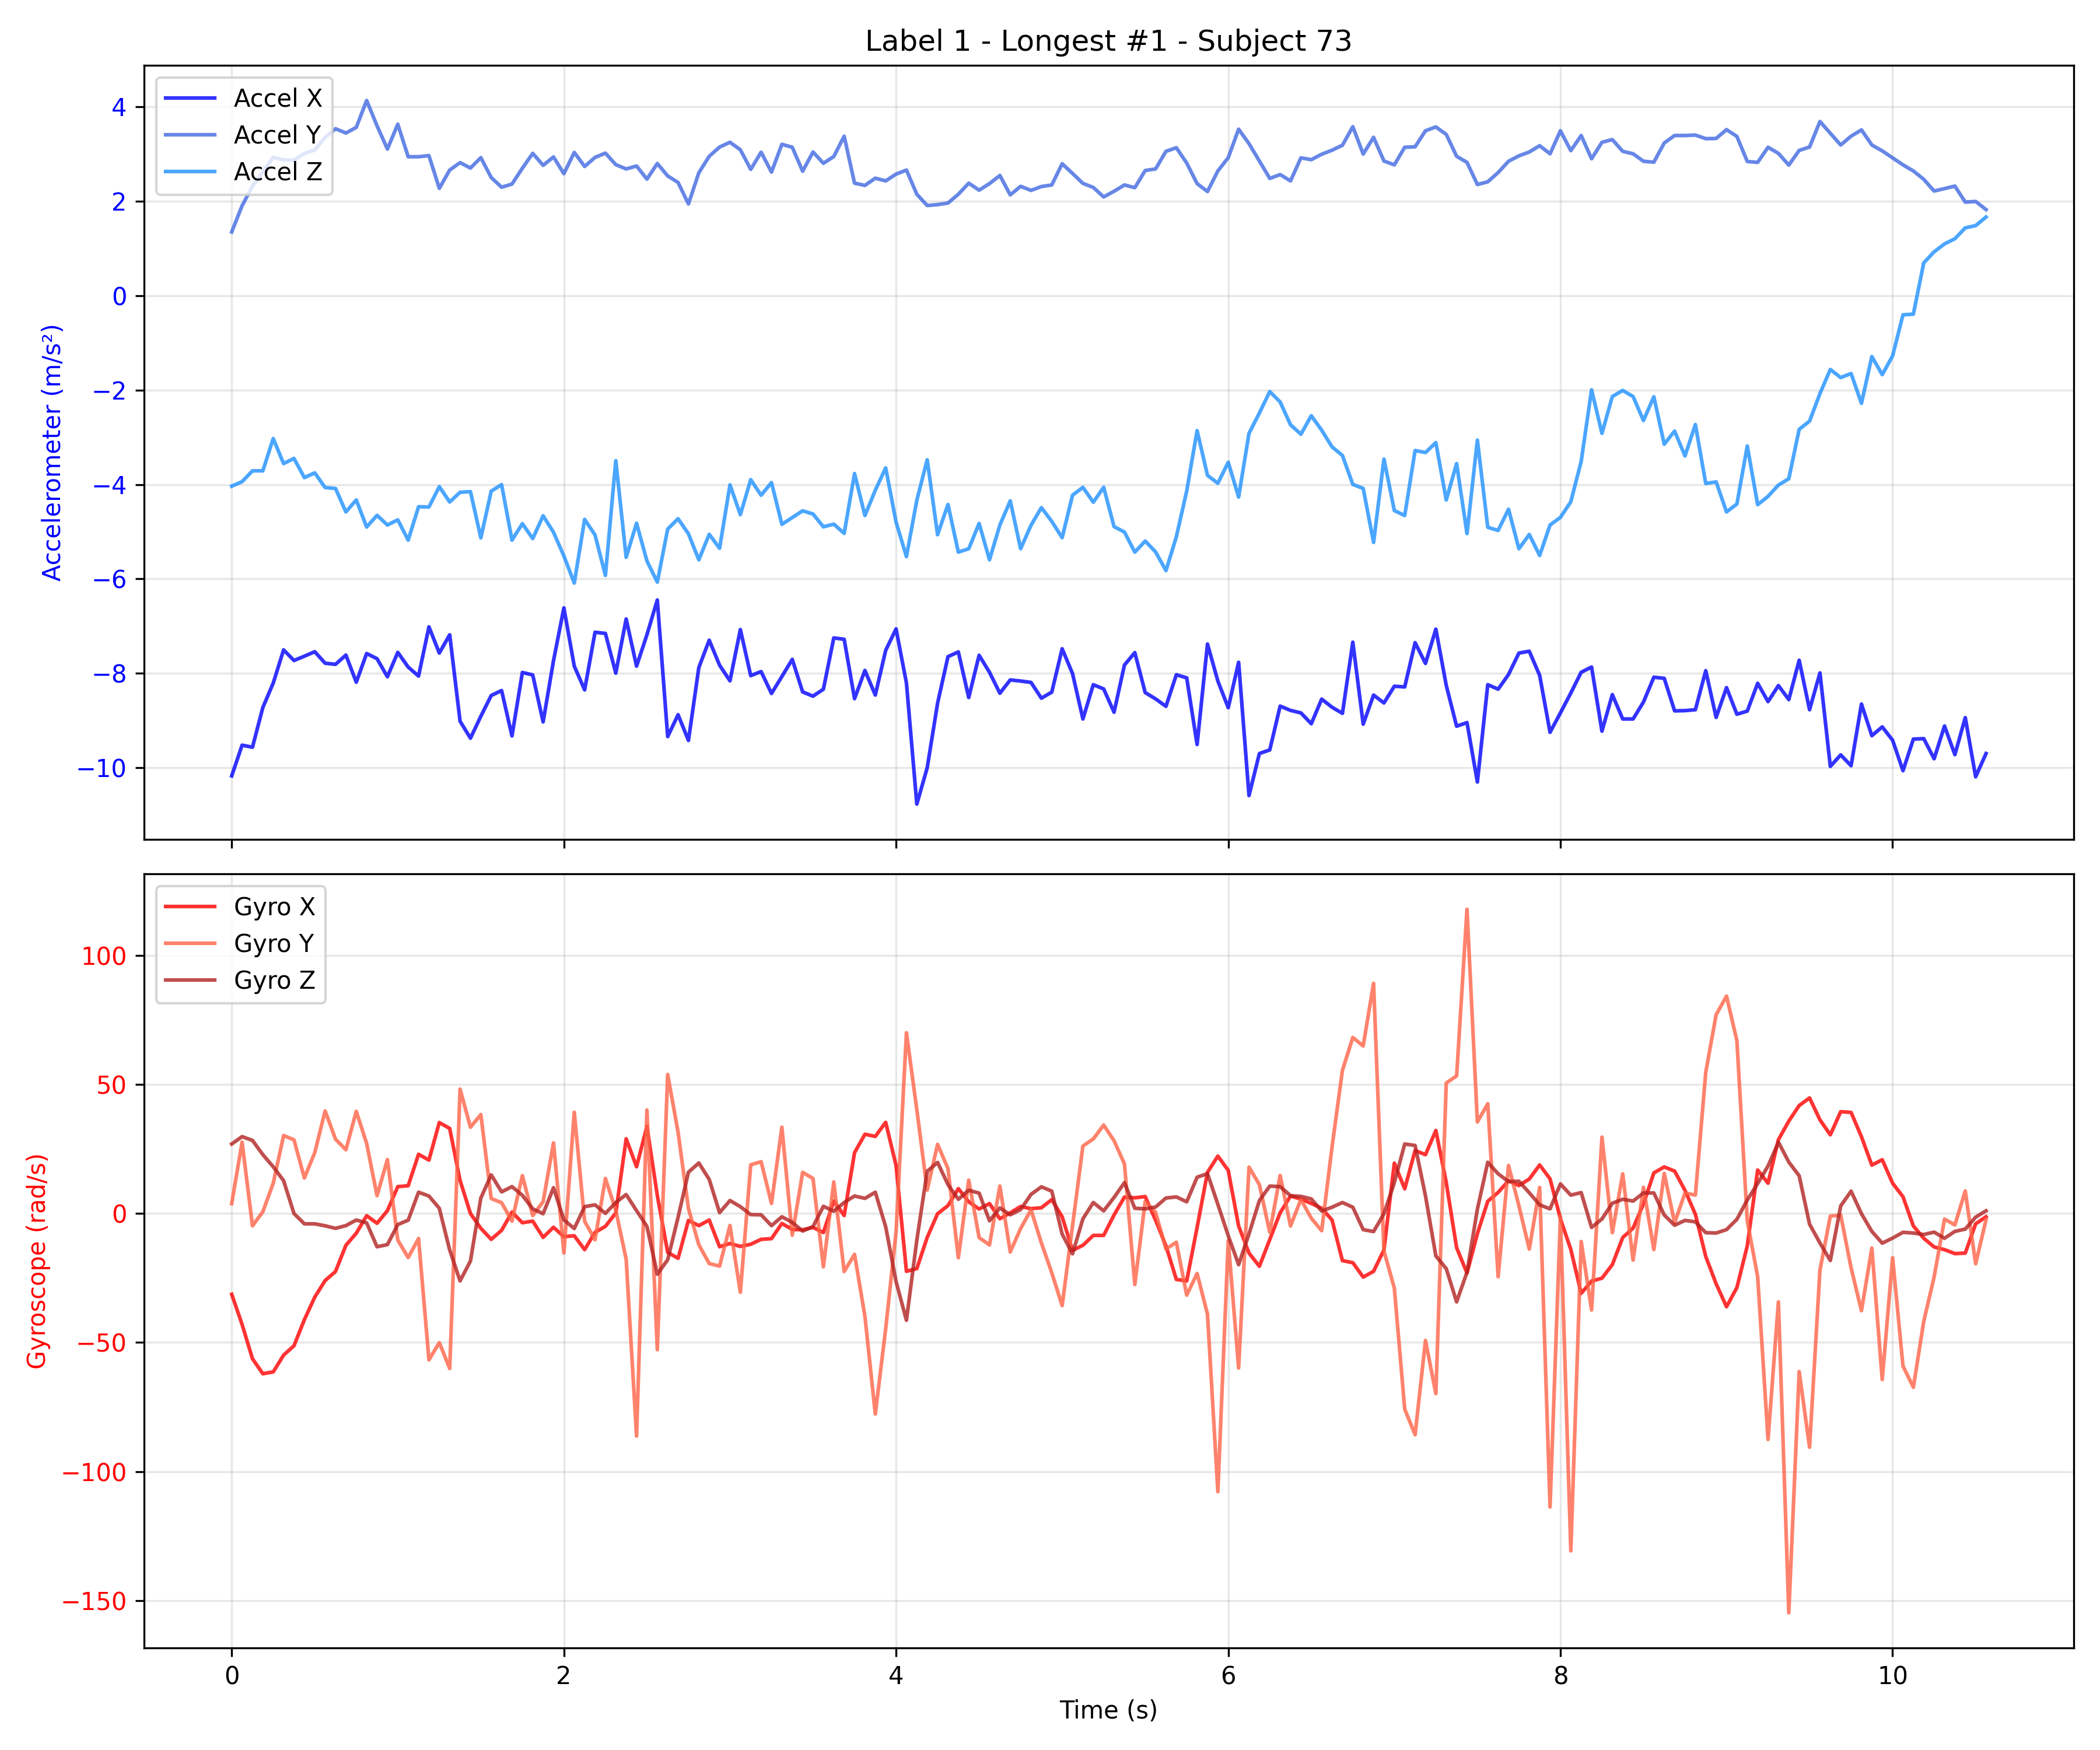 Label 1 - Longest #1 - Subject 73
Accel X
Accel Y
Accel Z
4
2
0
−2
−4
−6
−8
−10
Accelerometer (m/s²)
Gyro X
Gyro Y
Gyro Z
100
50
0
−50
−100
−150
Gyroscope (rad/s)
0 2 4 6 8 10
Time (s)